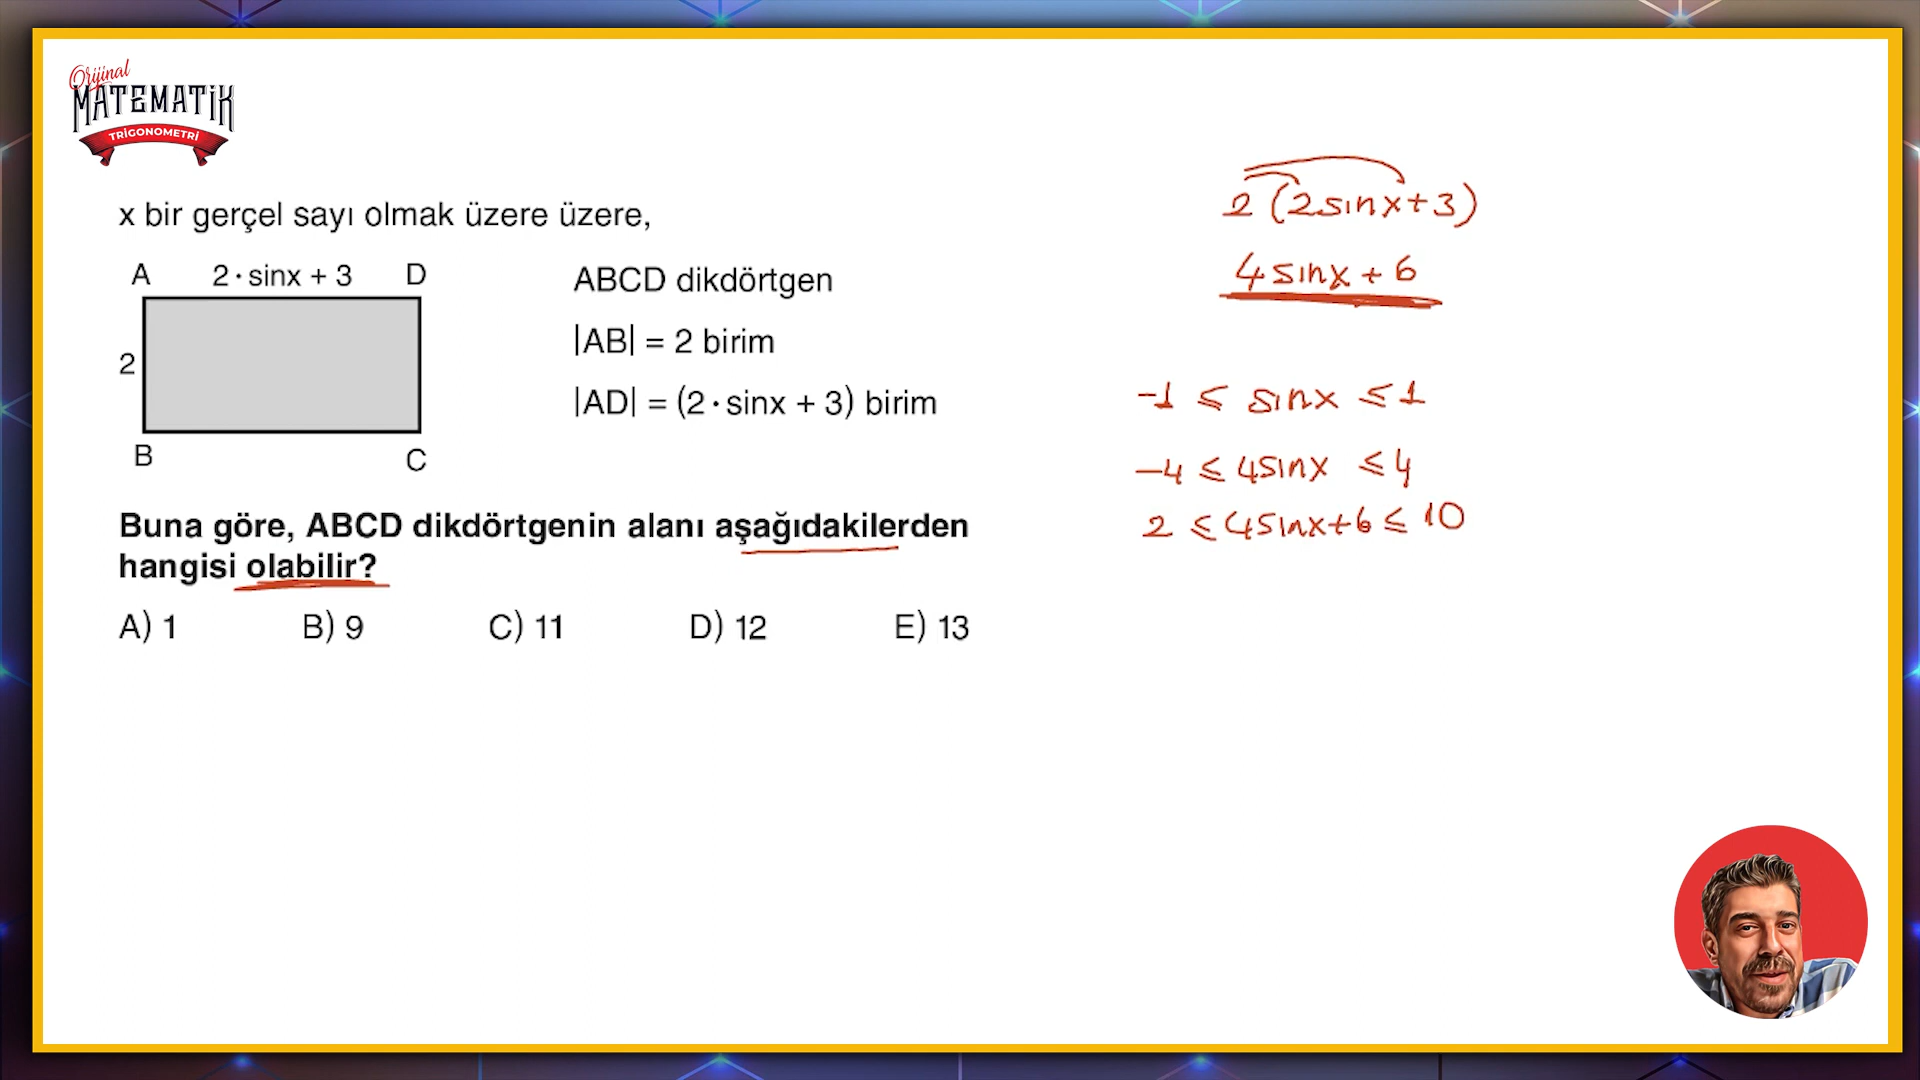 Orijinal
MATEMATİK
TRİGONOMETRİ
x bir gerçel sayı olmak üzere üzere,
A 2·sinx + 3 D
2
B C
ABCD dikdörtgen
|AB| = 2 birim
|AD| = (2·sinx + 3) birim
Buna göre, ABCD dikdörtgenin alanı aşağıdakilerden
hangisi olabilir?
A) 1 B) 9 C) 11 D) 12 E) 13
2 (2sinx+3)
4sinx + 6
-1 ≤ sinx ≤ 1
-4 ≤ 4sinx ≤ 4
2 ≤ 4sinx+6 ≤ 10